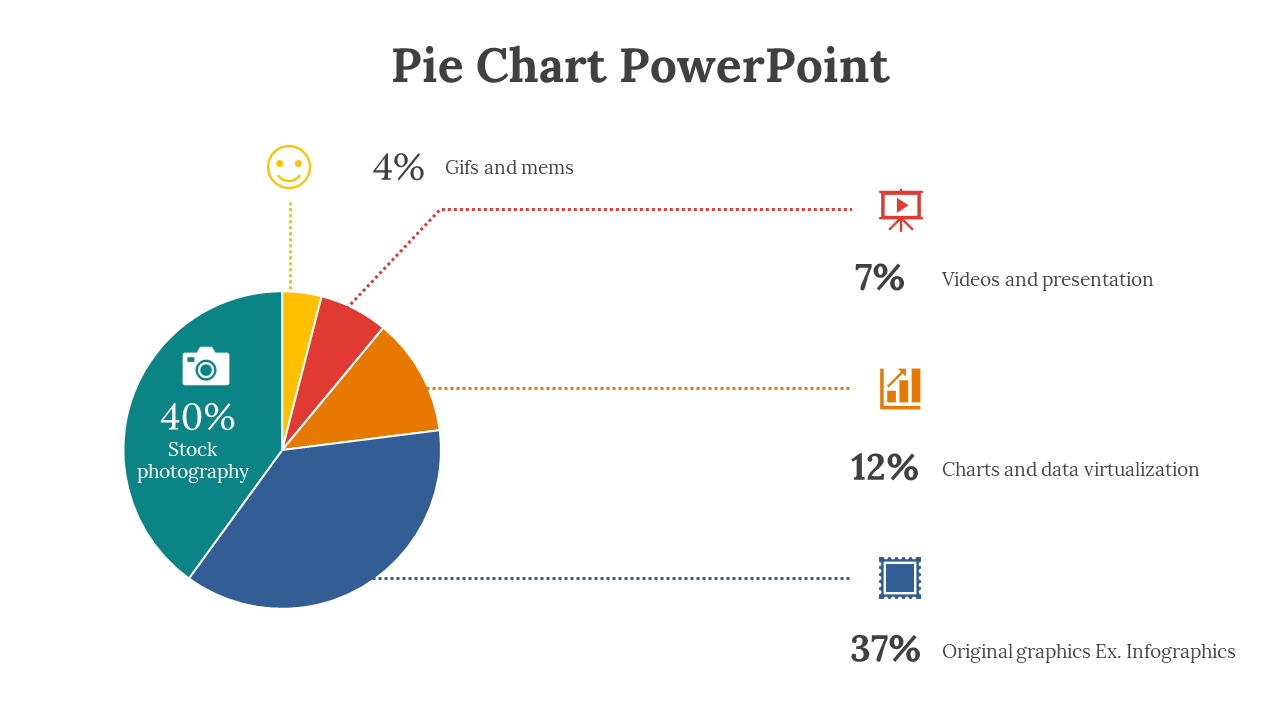 Pie Chart PowerPoint
4% Gifs and mems
7% Videos and presentation
40%
Stock
photography
12% Charts and data virtualization
37% Original graphics Ex. Infographics